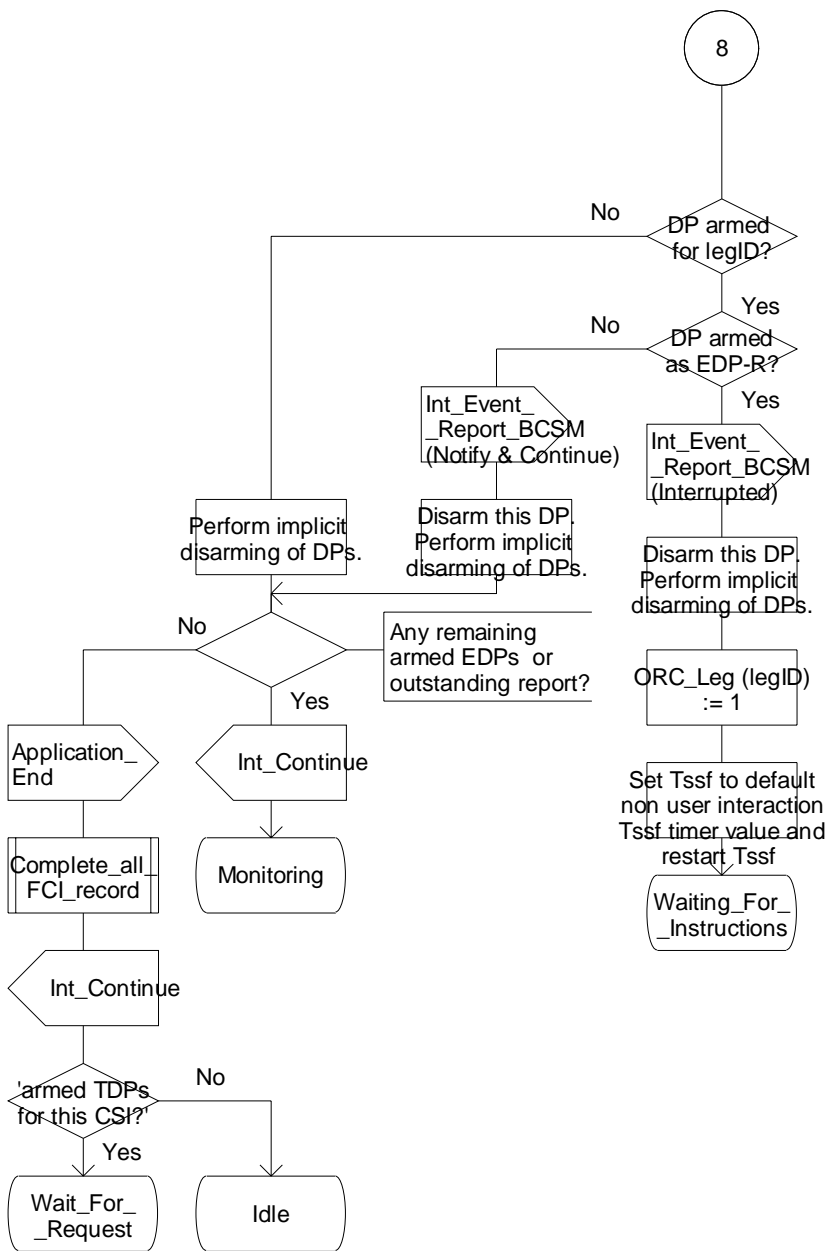 8
No
DP armed
for legID?
Yes
No
DP armed
as EDP-R?
Yes
Int_Event_
_Report_BCSM
(Notify & Continue)
Int_Event_
_Report_BCSM
(Interrupted)
Perform implicit
disarming of DPs.
Disarm this DP.
Perform implicit
disarming of DPs.
Disarm this DP.
Perform implicit
disarming of DPs.
No
Any remaining
armed EDPs or
outstanding report?
Yes
ORC_Leg (legID)
:= 1
Application_
End
Int_Continue
Set Tssf to default
non user interaction
Tssf timer value and
restart Tssf
Complete_all_
FCI_record
Monitoring
Waiting_For_
_Instructions
Int_Continue
'armed TDPs
for this CSI?'
No
Yes
Wait_For_
_Request
Idle